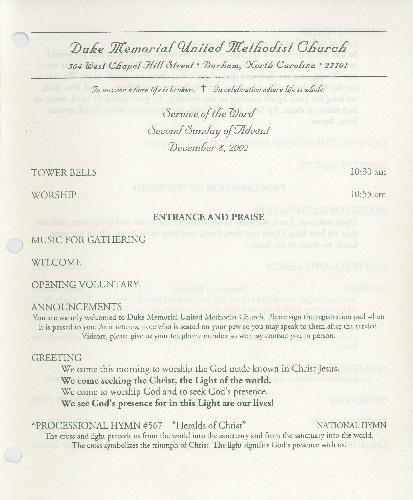 Duke Memorial United Methodist Church
504 West Chapel Hill Street * Durham, North Carolina * 27701
In mission where life is broken. † In celebration where life is whole.
Service of the Word
Second Sunday of Advent
December 8, 2002
TOWER BELLS 10:30 am
WORSHIP 10:55 am
ENTRANCE AND PRAISE
MUSIC FOR GATHERING
WELCOME
OPENING VOLUNTARY
ANNOUNCEMENTS
You are warmly welcomed to Duke Memorial United Methodist Church. Please sign the registration pad when
it is passed to you. As it returns, note who is seated on your pew so you may speak to them after the service.
Visitors, please give us your telephone number so we may contact you in person.
GREETING
We come this morning to worship the God made known in Christ Jesus.
We come seeking the Christ, the Light of the world.
We come to worship God and to seek God's presence.
We see God's presence for in this Light are our lives!
*PROCESSIONAL HYMN #567 "Heralds of Christ" NATIONAL HYMN
The cross and light precede us from the world into the sanctuary and from the sanctuary into the world.
The cross symbolizes the triumph of Christ. The light signifies God's presence with us.